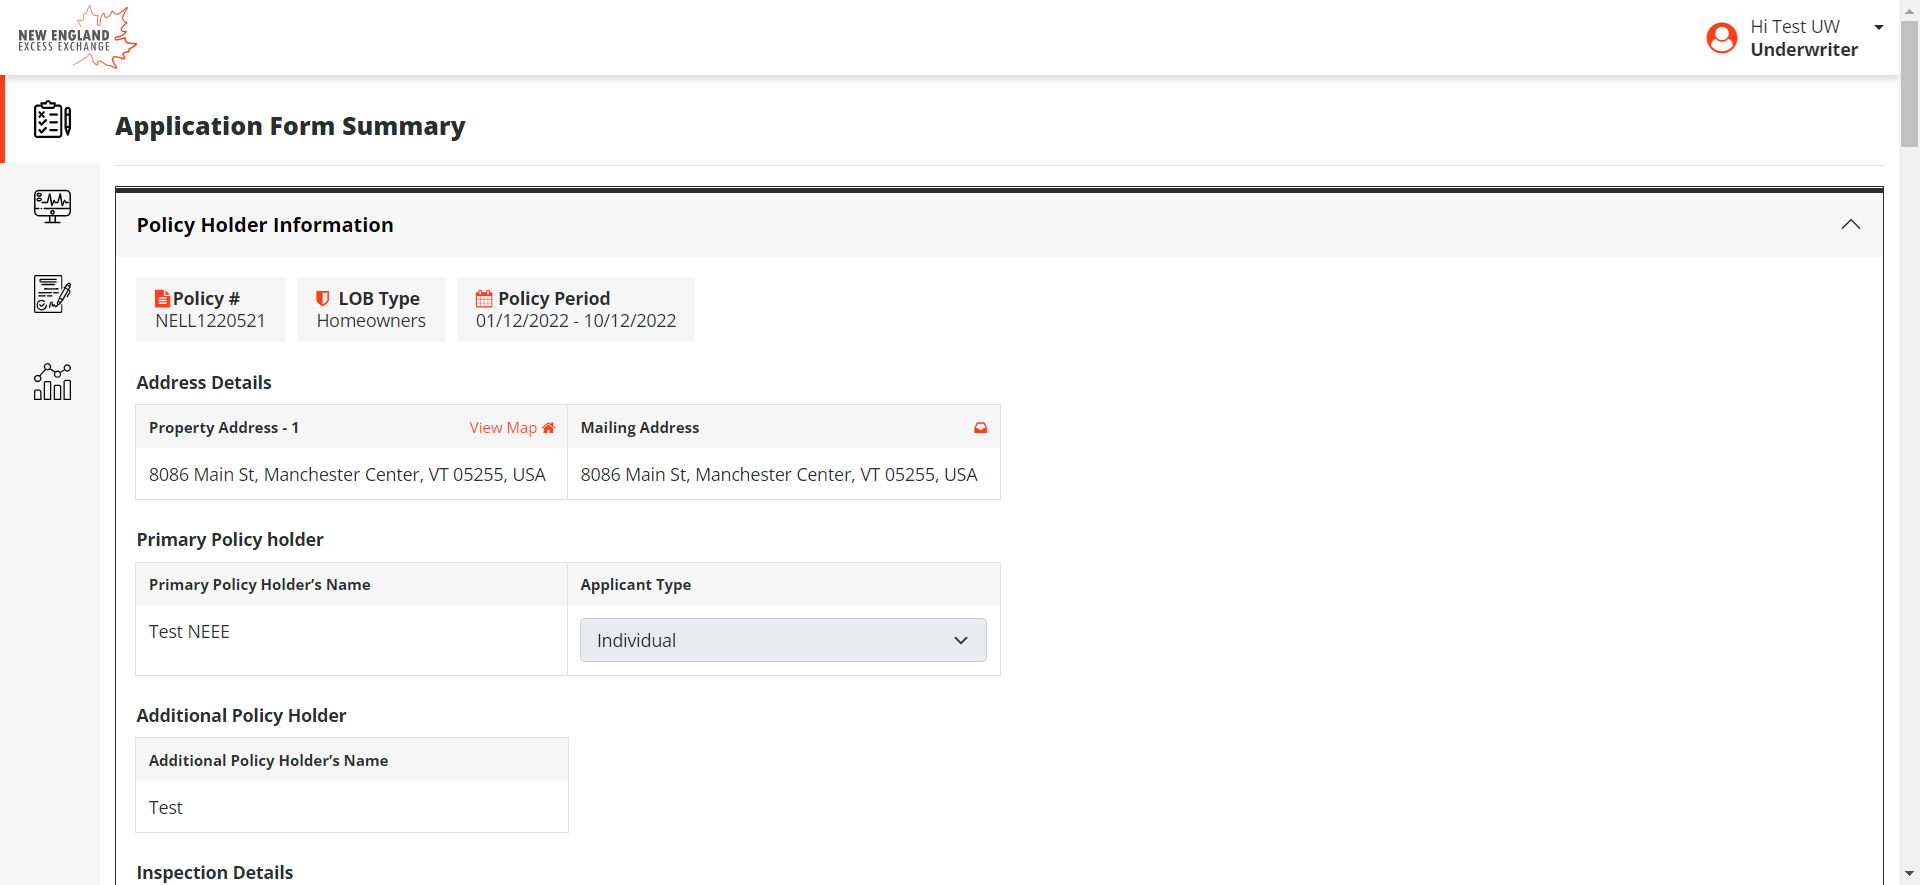 NEW ENGLAND
EXCESS EXCHANGE
Hi Test UW
Underwriter
Application Form Summary
Policy Holder Information
Policy #
NELL1220521
LOB Type
Homeowners
Policy Period
01/12/2022 - 10/12/2022
Address Details
Property Address - 1
View Map
Mailing Address
8086 Main St, Manchester Center, VT 05255, USA
8086 Main St, Manchester Center, VT 05255, USA
Primary Policy holder
Primary Policy Holder’s Name
Applicant Type
Test NEEE
Individual
Additional Policy Holder
Additional Policy Holder’s Name
Test
Inspection Details